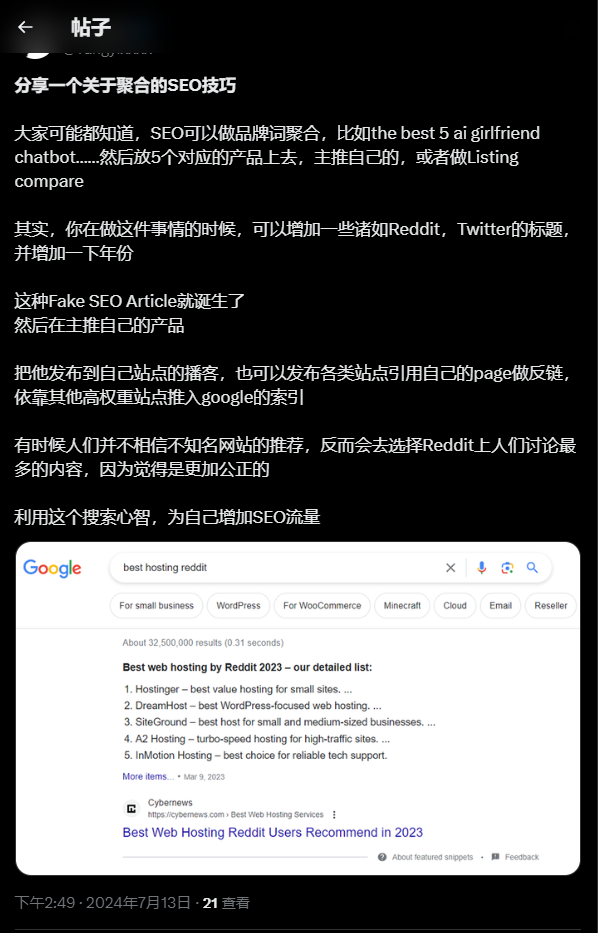 帖子
分享一个关于聚合的SEO技巧
大家可能都知道，SEO可以做品牌词聚合，比如the best 5 ai girlfriend
chatbot......然后放5个对应的产品上去，主推自己的，或者做Listing
compare
其实，你在做这件事情的时候，可以增加一些诸如Reddit，Twitter的标题，
并增加一下年份
这种Fake SEO Article就诞生了
然后在主推自己的产品
把他发布到自己站点的播客，也可以发布各类站点引用自己的page做反链，
依靠其他高权重站点推入google的索引
有时候人们并不相信不知名网站的推荐，反而会去选择Reddit上人们讨论最
多的内容，因为觉得是更加公正的
利用这个搜索心智，为自己增加SEO流量
Google
best hosting reddit
For small business WordPress For WooCommerce Minecraft Cloud Email Reseller
About 32,500,000 results (0.31 seconds)
Best web hosting by Reddit 2023 – our detailed list:
1. Hostinger – best value hosting for small sites. ...
2. DreamHost – best WordPress-focused web hosting. ...
3. SiteGround – best host for small and medium-sized businesses. ...
4. A2 Hosting – turbo-speed hosting for high-traffic sites. ...
5. InMotion Hosting – best choice for reliable tech support.
More items... • Mar 9, 2023
Cybernews
https://cybernews.com › Best Web Hosting Services
Best Web Hosting Reddit Users Recommend in 2023
About featured snippets • Feedback
下午2:49 · 2024年7月13日 · 21 查看